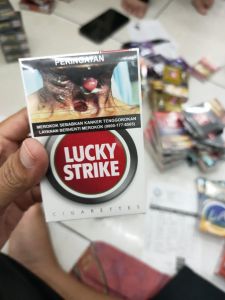 PERINGATAN
MEROKOK SEBABKAN KANKER TENGGOROKAN
LAYANAN BERHENTI MEROKOK (0800-177-6565)
LUCKY
STRIKE
CIGARETTES